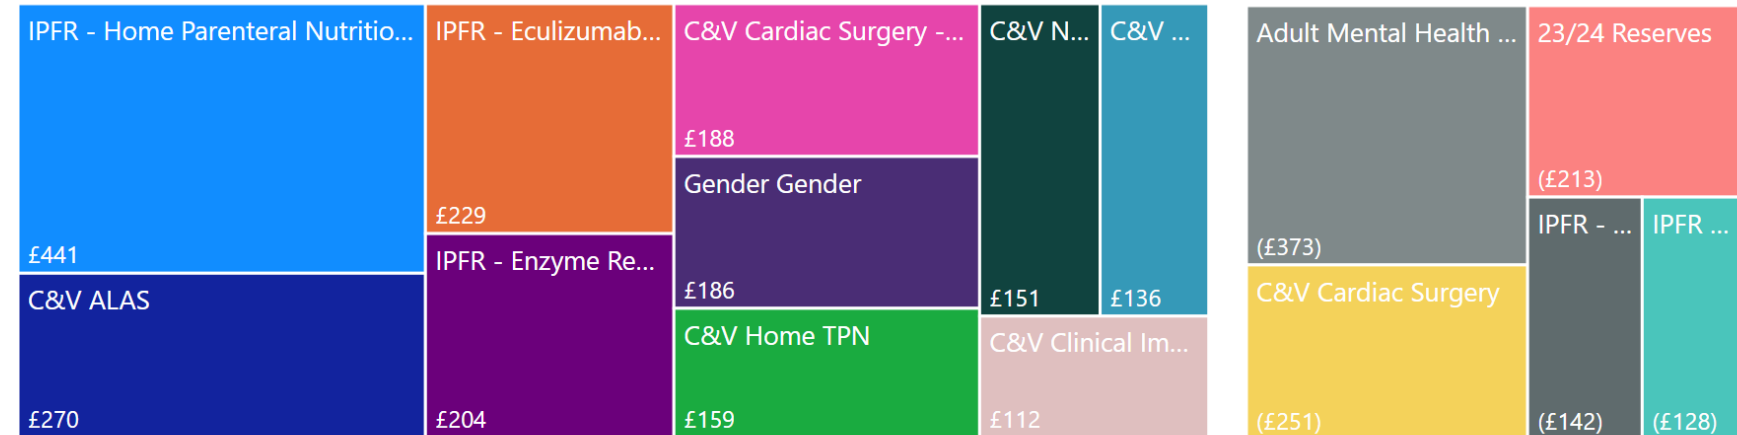 IPFR - Home Parenteral Nutritio...
£441
C&V ALAS
£270
IPFR - Eculizumab...
£229
IPFR - Enzyme Re...
£204
C&V Cardiac Surgery -...
£188
Gender Gender
£186
C&V Home TPN
£159
C&V N...
£151
C&V ...
£136
C&V Clinical Im...
£112
Adult Mental Health ...
(£373)
C&V Cardiac Surgery
(£251)
23/24 Reserves
(£213)
IPFR - ...
(£142)
IPFR ...
(£128)